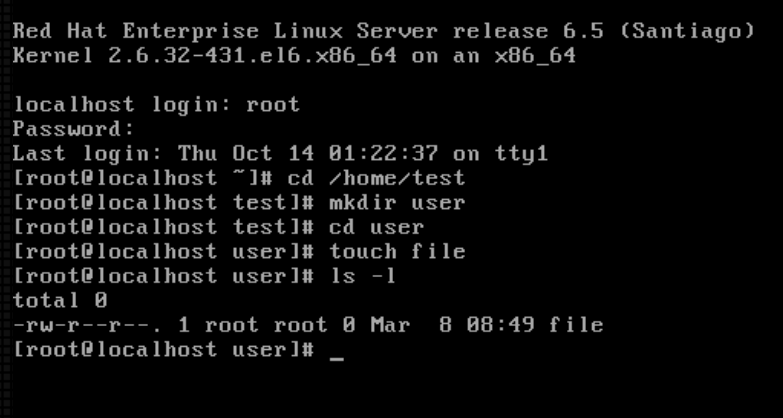 Red Hat Enterprise Linux Server release 6.5 (Santiago)
Kernel 2.6.32-431.el6.x86_64 on an x86_64
localhost login: root
Password:
Last login: Thu Oct 14 01:22:37 on tty1
[root@localhost ~]# cd /home/test
[root@localhost test]# mkdir user
[root@localhost test]# cd user
[root@localhost user]# touch file
[root@localhost user]# ls -l
total 0
-rw-r--r--. 1 root root 0 Mar  8 08:49 file
[root@localhost user]# _